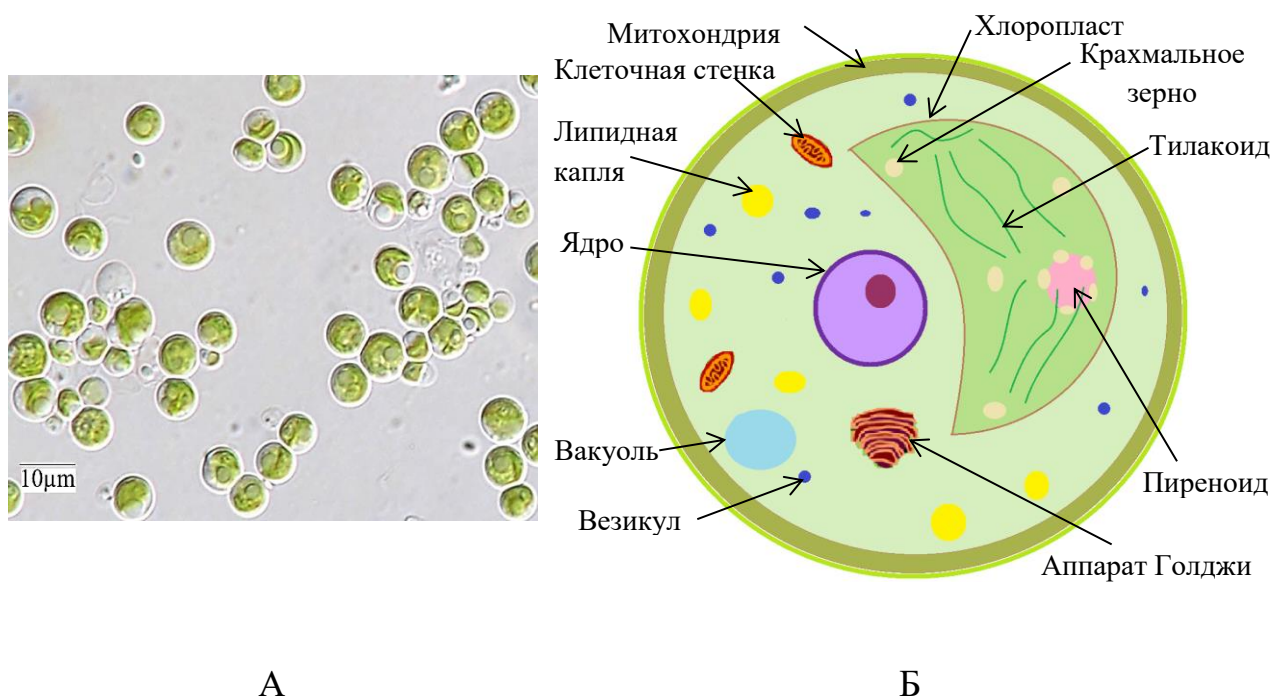 Митохондрия
Хлоропласт
Клеточная стенка
Крахмальное
зерно
Липидная
капля
Тилакоид
Ядро
Вакуоль
Пиреноид
Везикул
Аппарат Голджи
10µm
А
Б